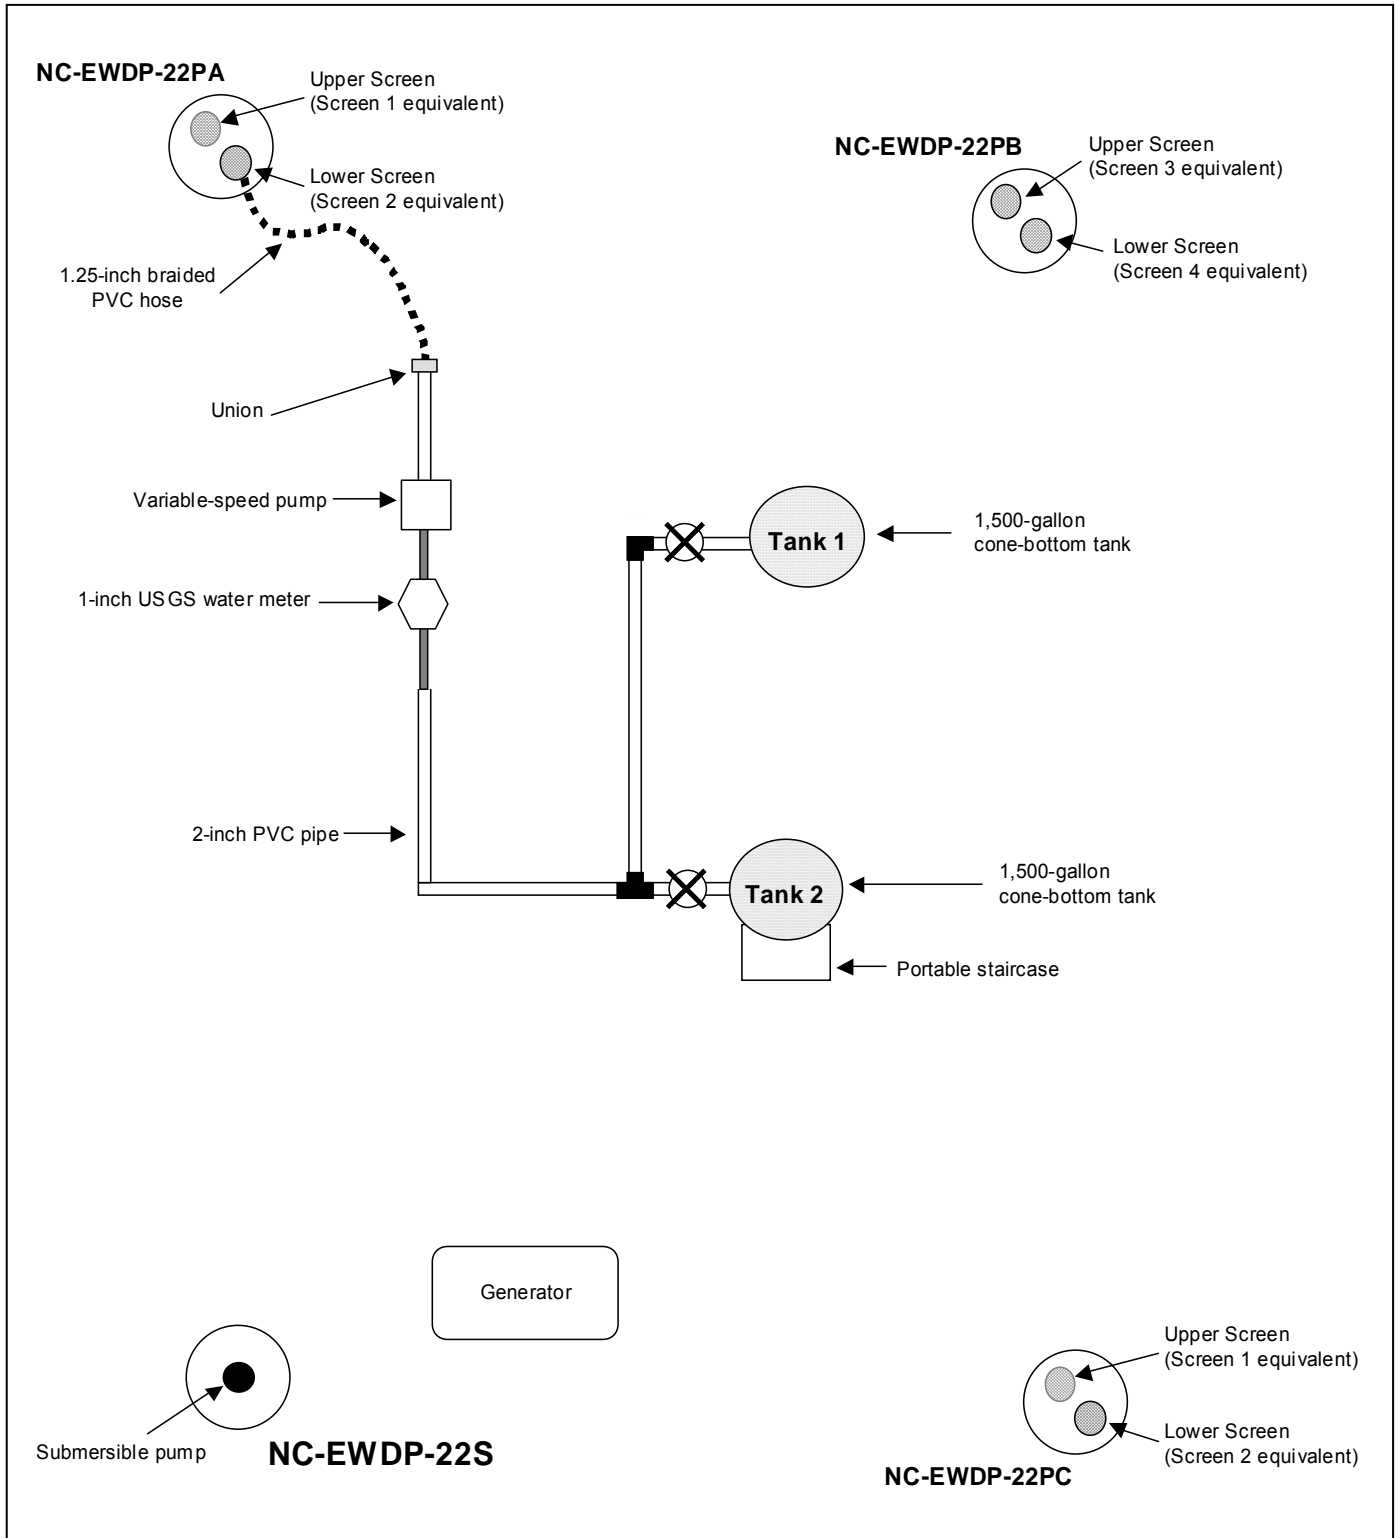 NC-EWDP-22PA
Upper Screen
(Screen 1 equivalent)
Lower Screen
(Screen 2 equivalent)
NC-EWDP-22PB
Upper Screen
(Screen 3 equivalent)
Lower Screen
(Screen 4 equivalent)
1.25-inch braided
PVC hose
Union
Variable-speed pump
Tank 1
1,500-gallon
cone-bottom tank
1-inch USGS water meter
2-inch PVC pipe
Tank 2
1,500-gallon
cone-bottom tank
Portable staircase
Generator
Submersible pump
NC-EWDP-22S
Upper Screen
(Screen 1 equivalent)
Lower Screen
(Screen 2 equivalent)
NC-EWDP-22PC